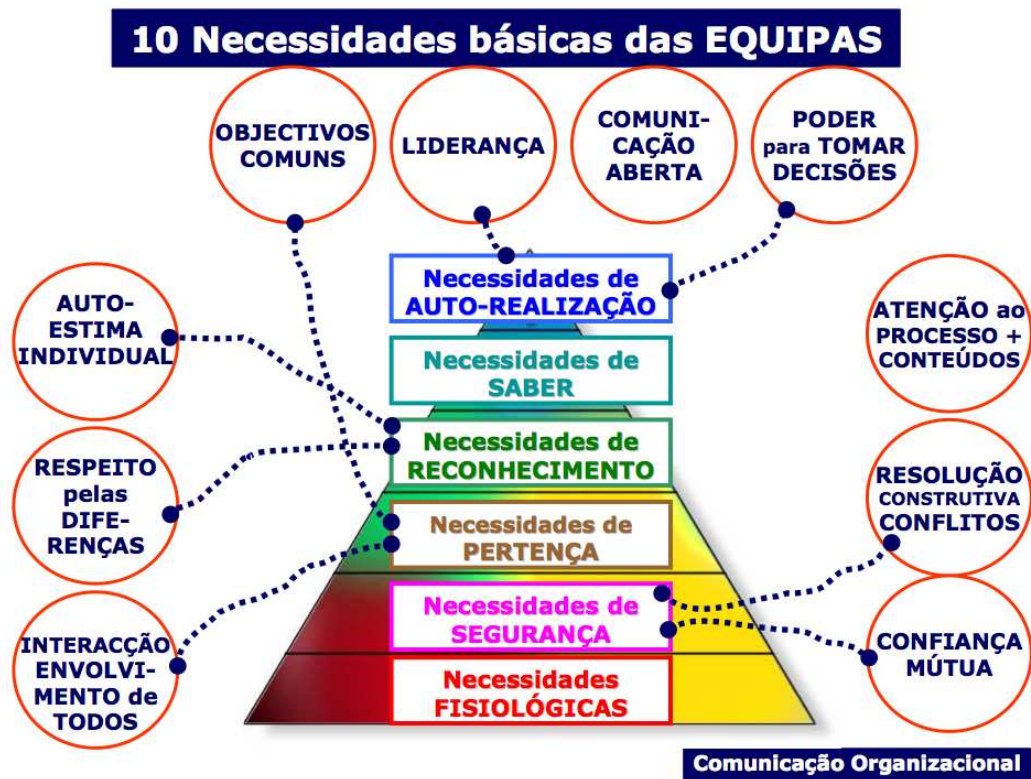 10 Necessidades básicas das EQUIPAS
OBJECTIVOS
COMUNS
LIDERANÇA
COMUNI-
CAÇÃO
ABERTA
PODER
para TOMAR
DECISÕES
AUTO-
ESTIMA
INDIVIDUAL
RESPEITO
pelas
DIFE-
RENÇAS
INTERACÇÃO
ENVOLVI-
MENTO de
TODOS
Necessidades de
AUTO-REALIZAÇÃO
Necessidades de
SABER
Necessidades de
RECONHECIMENTO
Necessidades de
PERTENÇA
Necessidades de
SEGURANÇA
Necessidades
FISIOLÓGICAS
ATENÇÃO ao
PROCESSO +
CONTEÚDOS
RESOLUÇÃO
CONSTRUTIVA
CONFLITOS
CONFIANÇA
MÚTUA
Comunicação Organizacional